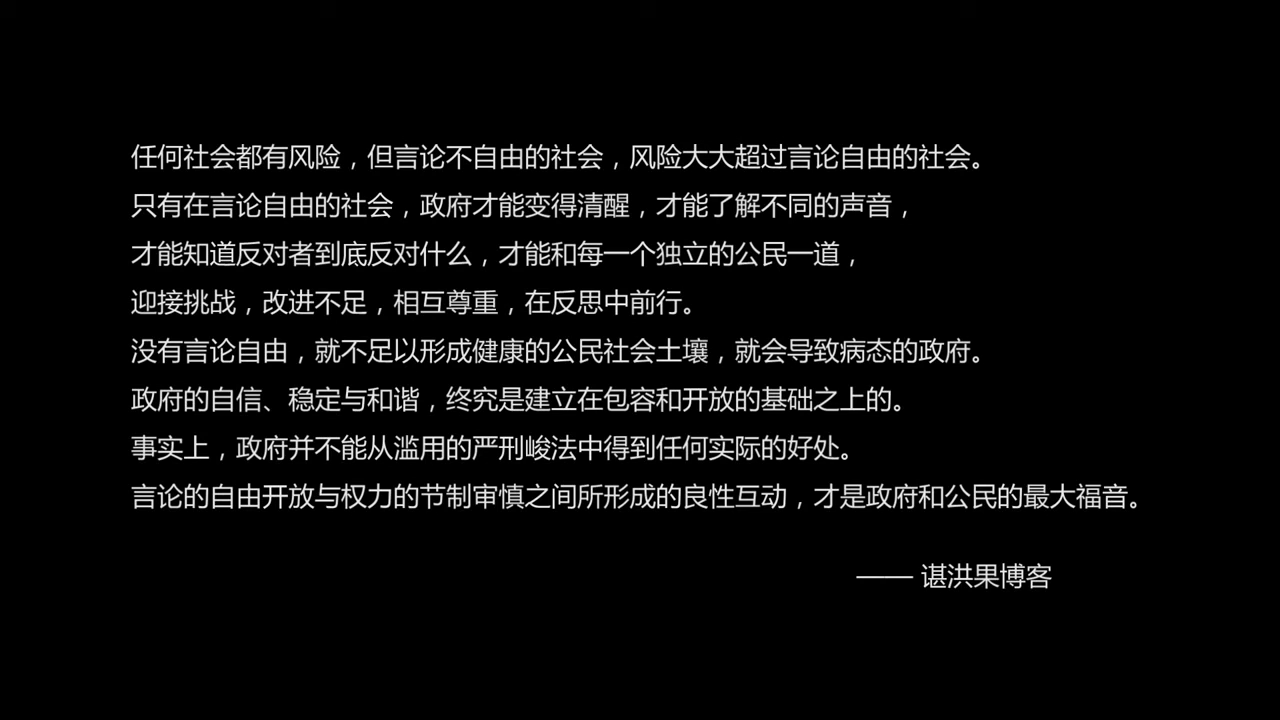 任何社会都有风险，但言论不自由的社会，风险大大超过言论自由的社会。
只有在言论自由的社会，政府才能变得清醒，才能了解不同的声音，
才能知道反对者到底反对什么，才能和每一个独立的公民一道，
迎接挑战，改进不足，相互尊重，在反思中前行。
没有言论自由，就不足以形成健康的公民社会土壤，就会导致病态的政府。
政府的自信、稳定与和谐，终究是建立在包容和开放的基础之上的。
事实上，政府并不能从滥用的严刑峻法中得到任何实际的好处。
言论的自由开放与权力的节制审慎之间所形成的良性互动，才是政府和公民的最大福音。
—— 谌洪果博客